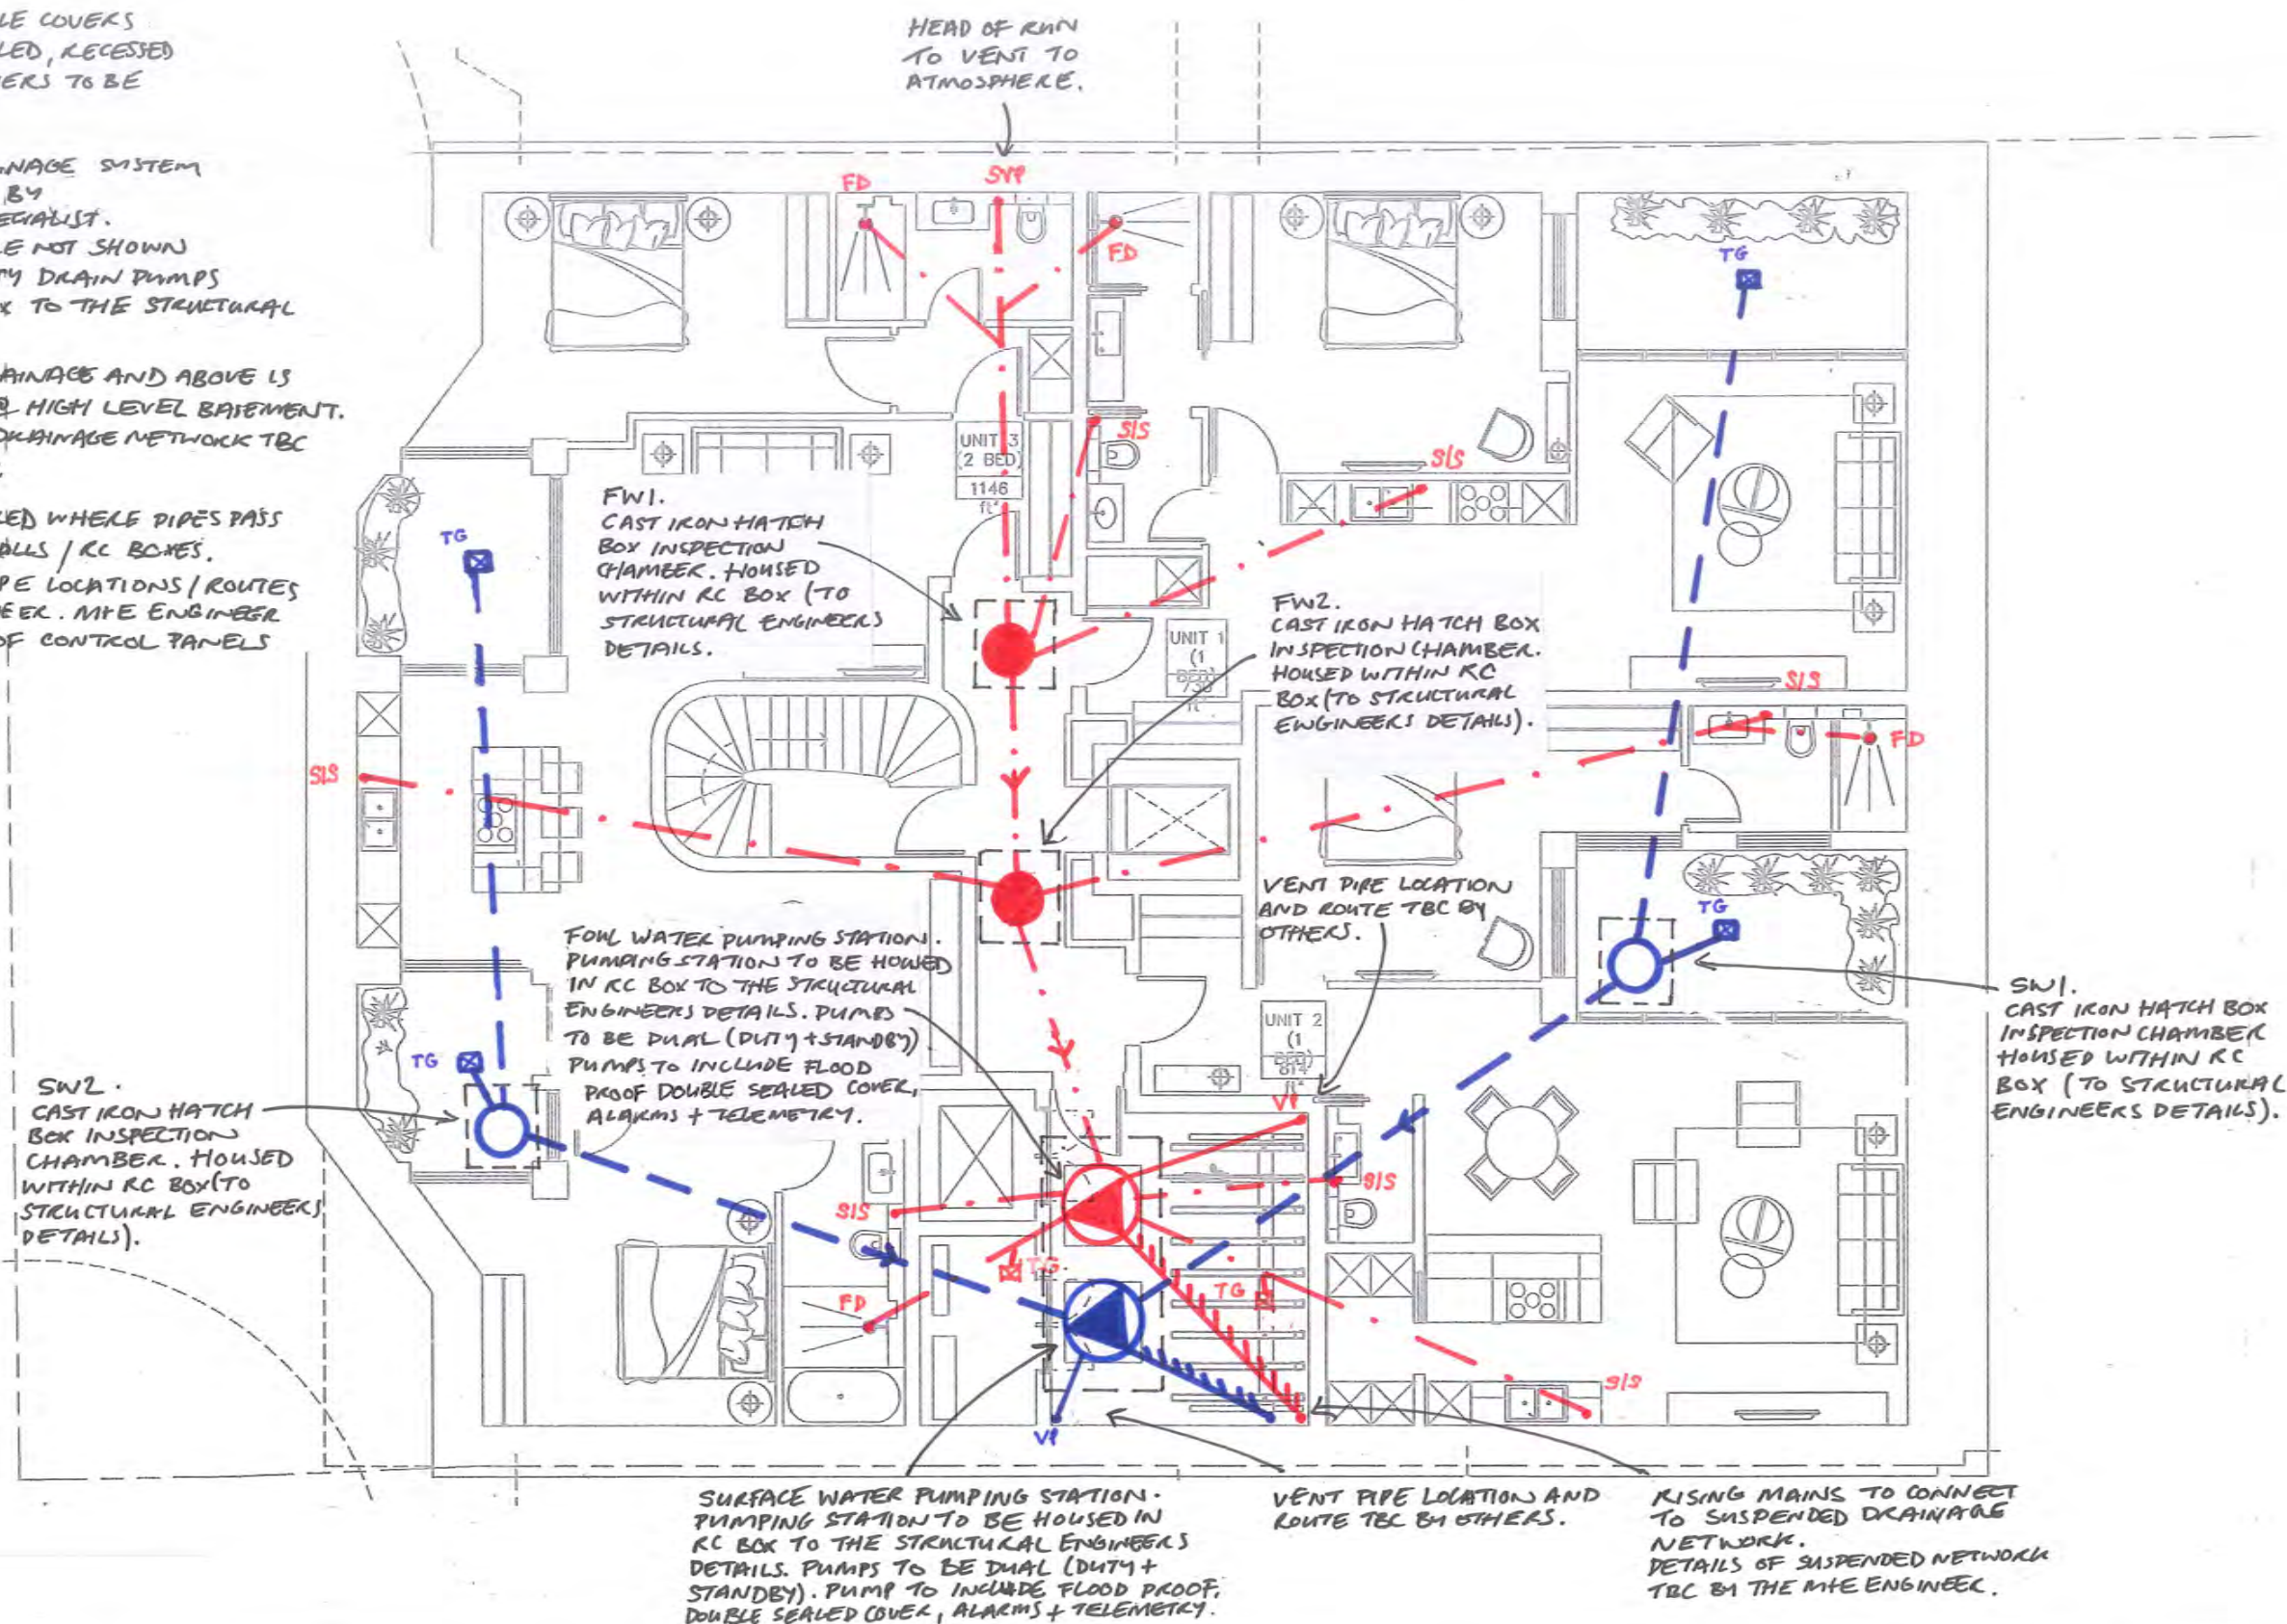 LE COVERS
LED, RECESSED
ERS TO BE
NAGE SYSTEM
BY
ECIALIST.
LE NOT SHOWN
TY DRAIN PUMPS
X TO THE STRUCTURAL
AINAGE AND ABOVE IS
@ HIGH LEVEL BASEMENT.
DRAINAGE NETWORK TBC
ED WHERE PIPES PASS
ALLS / RC BOXES.
PE LOCATIONS / ROUTES
EER. M+E ENGINEER
OF CONTROL PANELS
HEAD OF RUN
TO VENT TO
ATMOSPHERE.
FD
SVP
FD
TG
S/S
S/S
UNIT 3
(2 BED)
1146
ft²
TG
FW1.
CAST IRON HATCH
BOX INSPECTION
CHAMBER. HOUSED
WITHIN RC BOX (TO
STRUCTURAL ENGINEERS
DETAILS.
FW2.
CAST IRON HATCH BOX
INSPECTION CHAMBER.
HOUSED WITHIN RC
BOX (TO STRUCTURAL
ENGINEERS DETAILS).
UNIT 1
(1
BED)
ft²
S/S
FD
S/S
VENT PIPE LOCATION
AND ROUTE TBC BY
OTHERS.
TG
FOUL WATER PUMPING STATION.
PUMPING STATION TO BE HOUSED
IN RC BOX TO THE STRUCTURAL
ENGINEERS DETAILS. PUMPS
TO BE DUAL (DUTY + STANDBY)
PUMPS TO INCLUDE FLOOD
PROOF DOUBLE SEALED COVER,
ALARMS + TELEMETRY.
SW1.
CAST IRON HATCH BOX
INSPECTION CHAMBER
HOUSED WITHIN RC
BOX (TO STRUCTURAL
ENGINEERS DETAILS).
UNIT 2
(1
BED)
814
ft²
TG
SW2.
CAST IRON HATCH
BOX INSPECTION
CHAMBER. HOUSED
WITHIN RC BOX (TO
STRUCTURAL ENGINEERS
DETAILS).
VP
S/S
S/S
TG.
TG
FD
S/S
VP
SURFACE WATER PUMPING STATION.
PUMPING STATION TO BE HOUSED IN
RC BOX TO THE STRUCTURAL ENGINEERS
DETAILS. PUMPS TO BE DUAL (DUTY +
STANDBY). PUMP TO INCLUDE FLOOD PROOF,
DOUBLE SEALED COVER, ALARMS + TELEMETRY.
VENT PIPE LOCATION AND
ROUTE TBC BY OTHERS.
RISING MAINS TO CONNECT
TO SUSPENDED DRAINAGE
NETWORK.
DETAILS OF SUSPENDED NETWORK
TBC BY THE M+E ENGINEER.